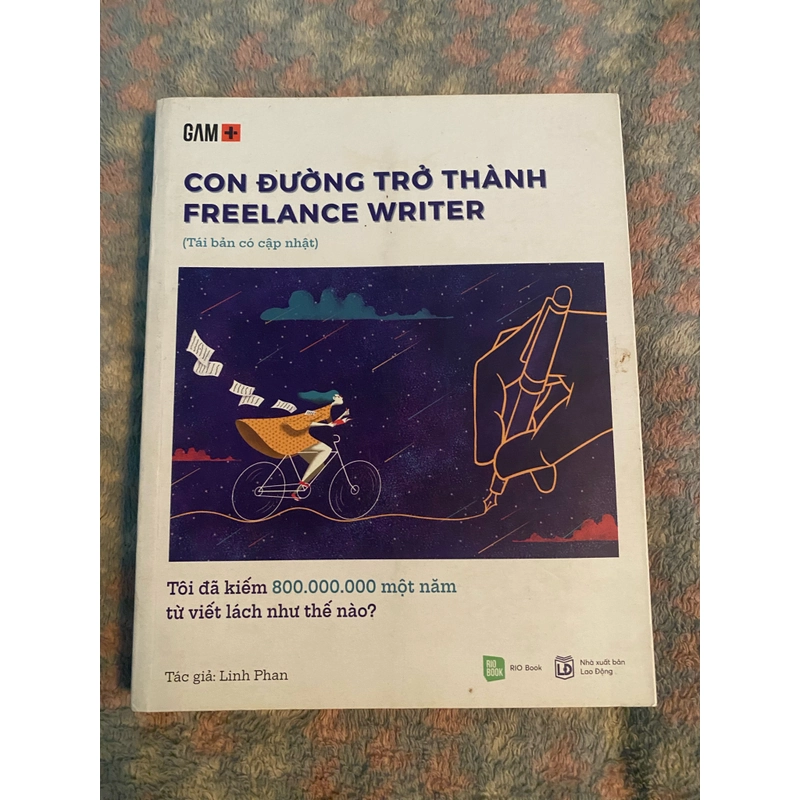 GAM+
CON ĐƯỜNG TRỞ THÀNH
FREELANCE WRITER
(Tái bản có cập nhật)
Tôi đã kiếm 800.000.000 một năm
từ viết lách như thế nào?
Tác giả: Linh Phan
RIO BOOK
RIO Book
LĐ
Nhà xuất bản
Lao Động